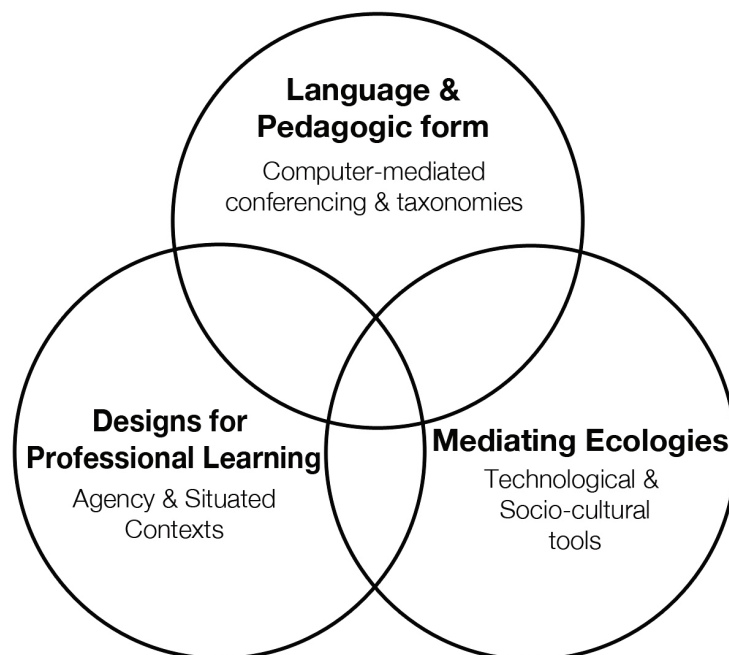 Language &
Pedagogic form
Computer-mediated
conferencing & taxonomies
Designs for
Professional Learning
Agency & Situated
Contexts
Mediating Ecologies
Technological &
Socio-cultural
tools